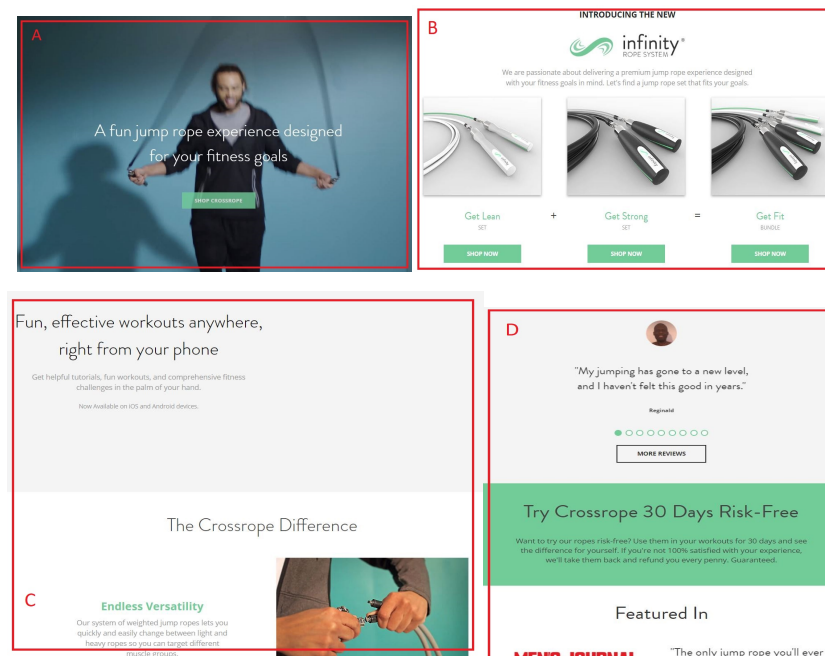 A
A fun jump rope experience designed
for your fitness goals
SHOP CROSSROPE
B
INTRODUCING THE NEW
infinity®
ROPE SYSTEM
We are passionate about delivering a premium jump rope experience designed
with your fitness goals in mind. Let's find a jump rope set that fits your goals.
Get Lean + Get Strong = Get Fit
SET SET BUNDLE
SHOP NOW SHOP NOW SHOP NOW
Fun, effective workouts anywhere,
right from your phone
Get helpful tutorials, fun workouts, and comprehensive fitness
challenges in the palm of your hand.
Now Available on iOS and Android devices.
The Crossrope Difference
C
Endless Versatility
Our system of weighted jump ropes lets you
quickly and easily change between light and
heavy ropes so you can target different
muscle groups.
D
"My jumping has gone to a new level,
and I haven't felt this good in years."
Reginald
MORE REVIEWS
Try Crossrope 30 Days Risk-Free
Want to try our ropes risk-free? Use them in your workouts for 30 days and see
the difference for yourself. If you're not 100% satisfied with your experience,
we'll take them back and refund you every penny. Guaranteed.
Featured In
MEN'S JOURNAL
"The only jump rope you'll ever